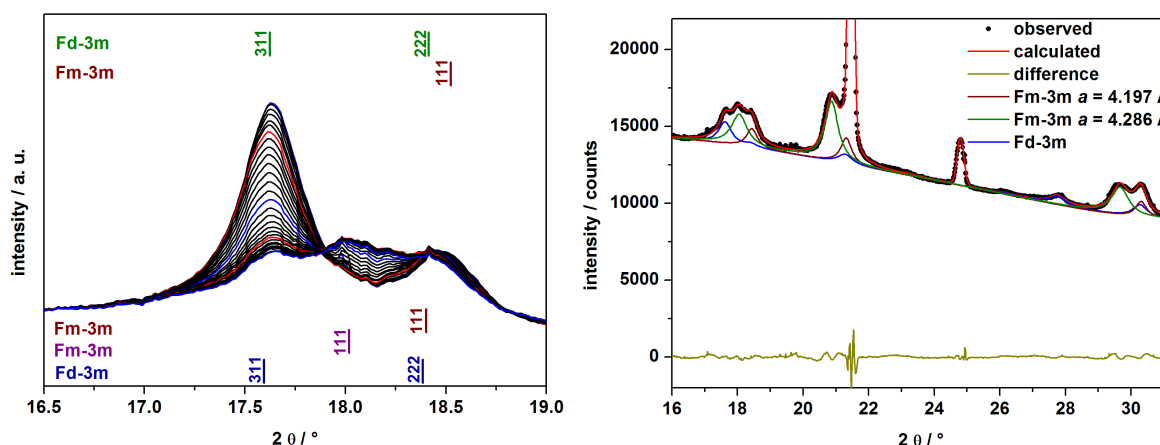 Fd-3m
311
222
Fm-3m
111
intensity / a. u.
Fm-3m
111
Fm-3m
111
Fd-3m
311
222
16.5
17.0
17.5
18.0
18.5
19.0
2 θ / °
20000
15000
10000
5000
0
intensity / counts
observed
calculated
difference
Fm-3m a = 4.197 Å
Fm-3m a = 4.286 Å
Fd-3m
16
18
20
22
24
26
28
30
2 θ / °